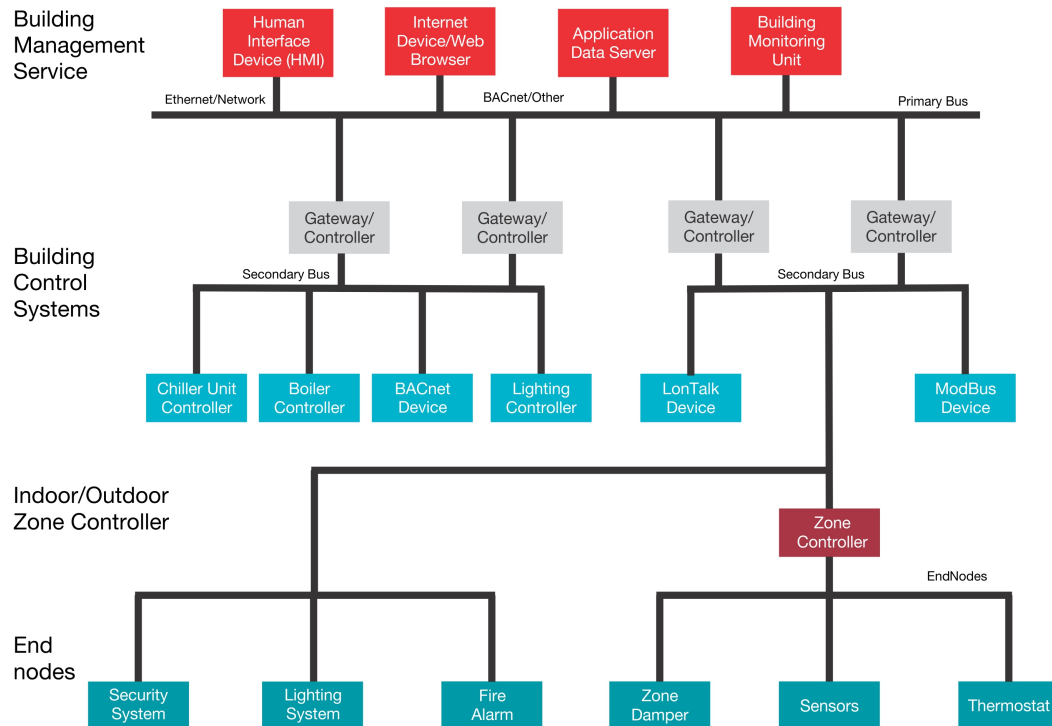 Building
Management
Service
Human
Interface
Device (HMI)
Internet
Device/Web
Browser
Application
Data Server
Building
Monitoring
Unit
Ethernet/Network
BACnet/Other
Primary Bus
Building
Control
Systems
Gateway/
Controller
Gateway/
Controller
Gateway/
Controller
Gateway/
Controller
Secondary Bus
Secondary Bus
Chiller Unit
Controller
Boiler
Controller
BACnet
Device
Lighting
Controller
LonTalk
Device
ModBus
Device
Indoor/Outdoor
Zone Controller
Zone
Controller
EndNodes
End
nodes
Security
System
Lighting
System
Fire
Alarm
Zone
Damper
Sensors
Thermostat